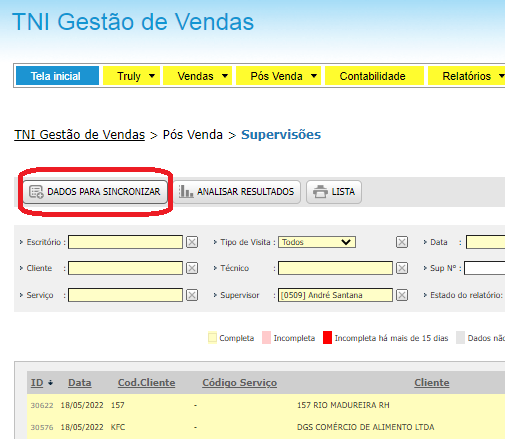 TNI Gestão de Vendas
Tela inicial Truly Vendas Pós Venda Contabilidade Relatórios
TNI Gestão de Vendas > Pós Venda > Supervisões
DADOS PARA SINCRONIZAR ANALISAR RESULTADOS LISTA
Escritório : Tipo de Visita : Todos Data :
Cliente : Técnico : Sup Nº :
Serviço : Supervisor : [0509] André Santana Estado do relatório:
Completa Incompleta Incompleta há mais de 15 dias Dados não
ID Data Cod.Cliente Código Serviço Cliente
30622 18/05/2022 157 - 157 RIO MADUREIRA RH
30576 18/05/2022 KFC - DGS COMÉRCIO DE ALIMENTO LTDA